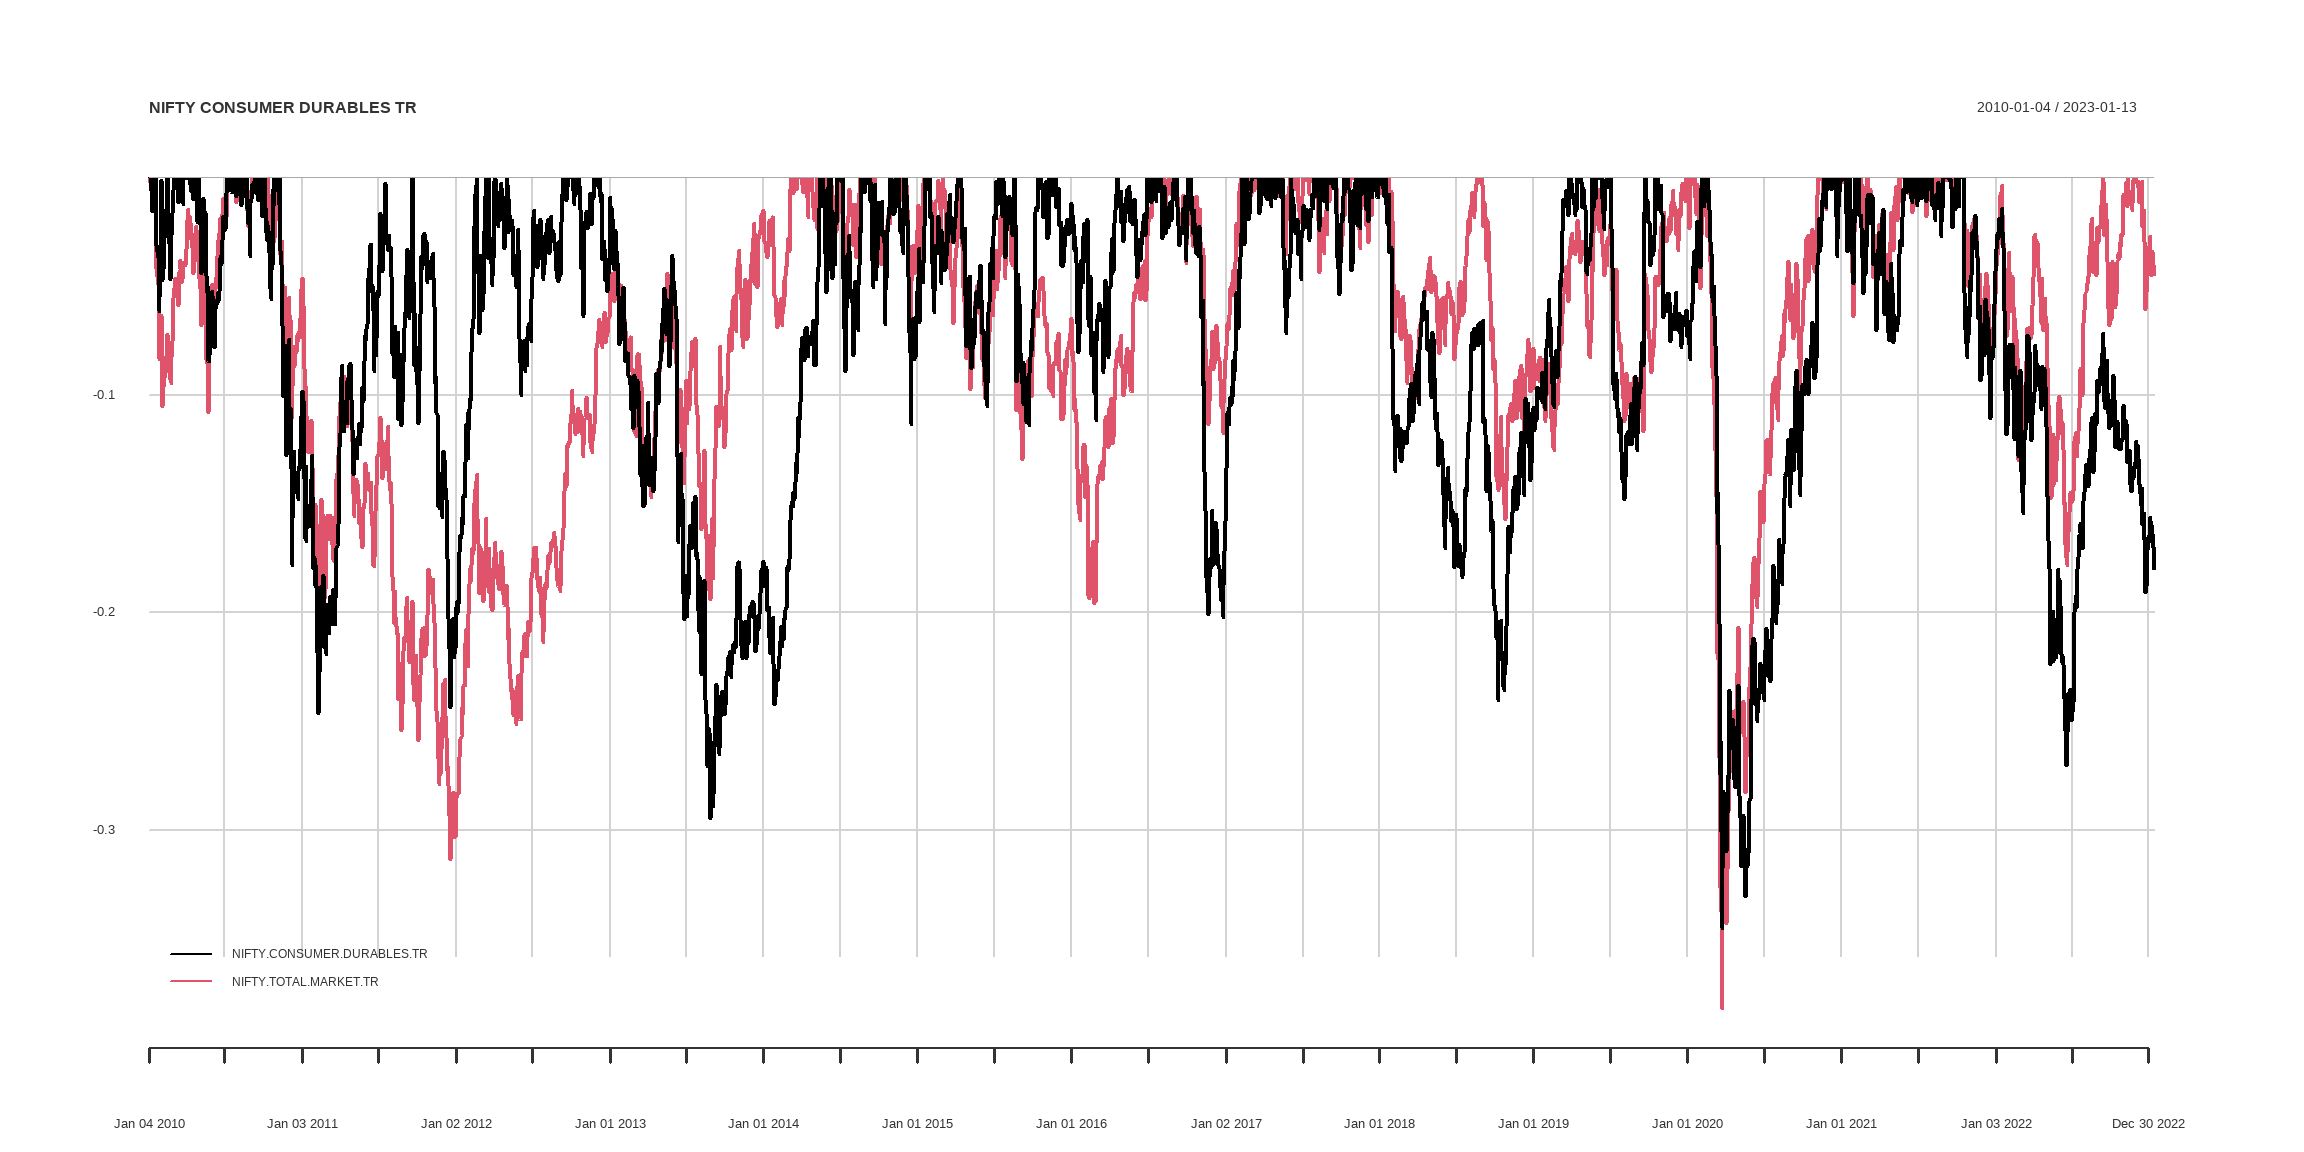 NIFTY CONSUMER DURABLES TR
2010-01-04 / 2023-01-13
-0.1
-0.2
-0.3
NIFTY.CONSUMER.DURABLES.TR
NIFTY.TOTAL.MARKET.TR
Jan 04 2010 Jan 03 2011 Jan 02 2012 Jan 01 2013 Jan 01 2014 Jan 01 2015 Jan 01 2016 Jan 02 2017 Jan 01 2018 Jan 01 2019 Jan 01 2020 Jan 01 2021 Jan 03 2022 Dec 30 2022